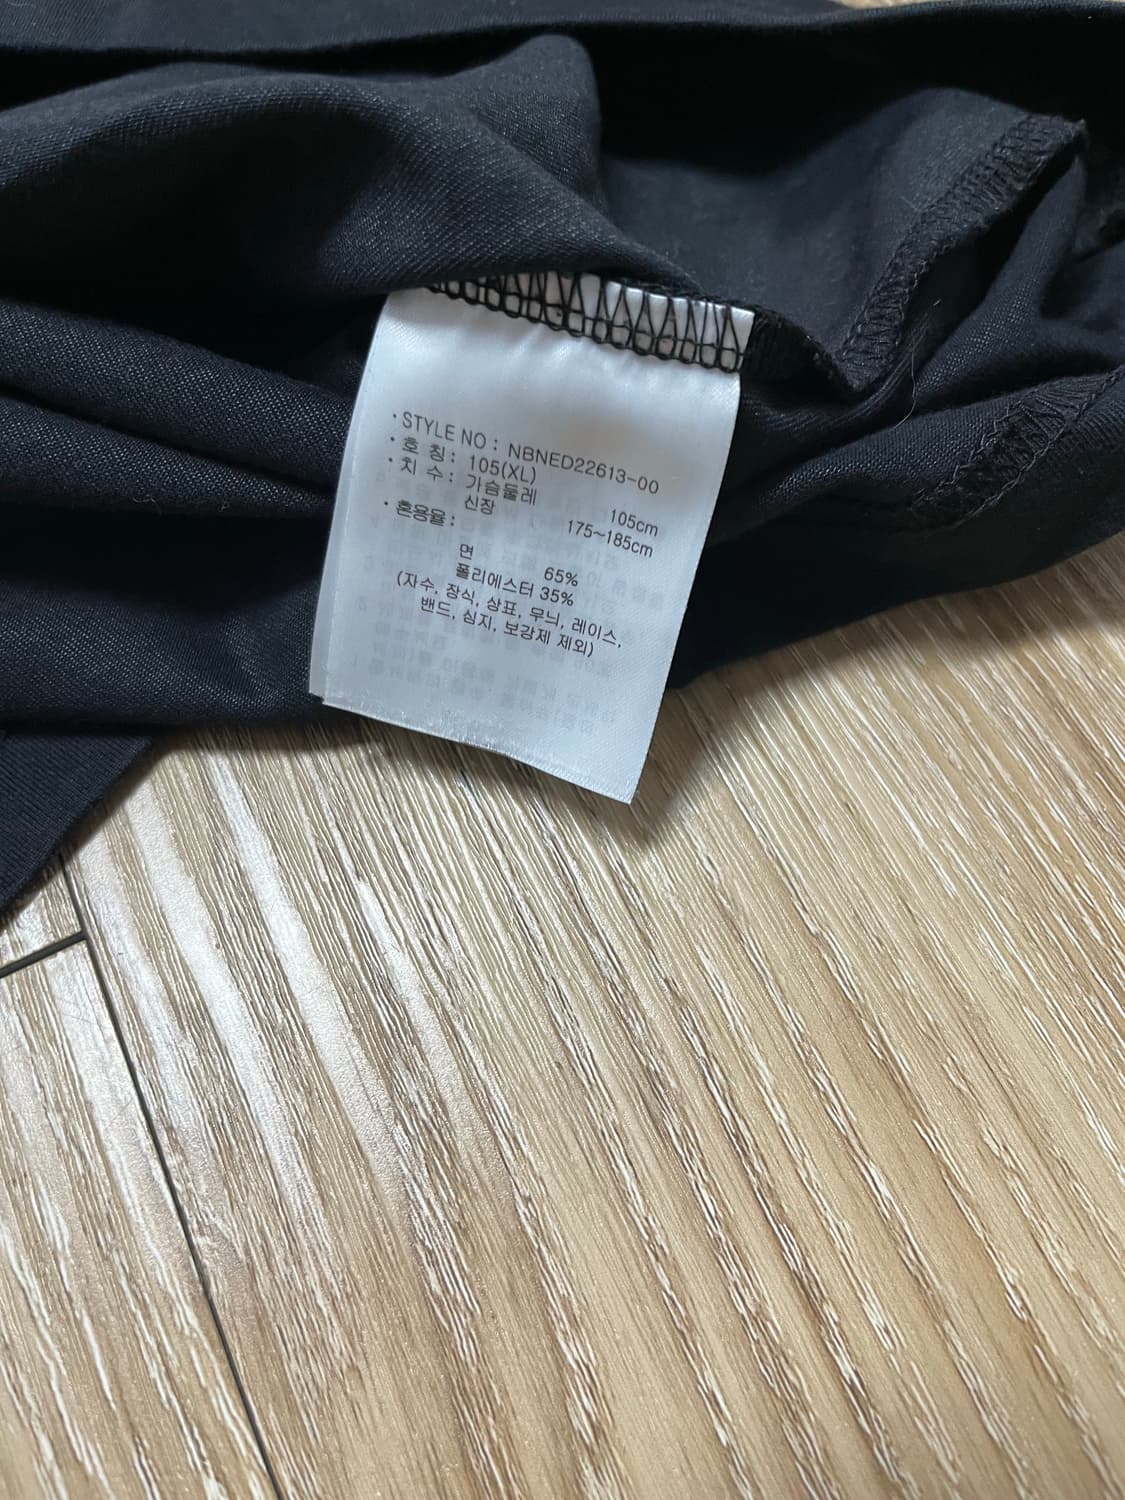 · STYLE NO : NBNED22613-00
· 호 칭 : 105(XL)
· 치 수 : 가슴둘레 105cm
신장 175~185cm
· 혼용율 :
면 65%
폴리에스터 35%
(자수, 장식, 상표, 무늬, 레이스,
밴드, 심지, 보강제 제외)